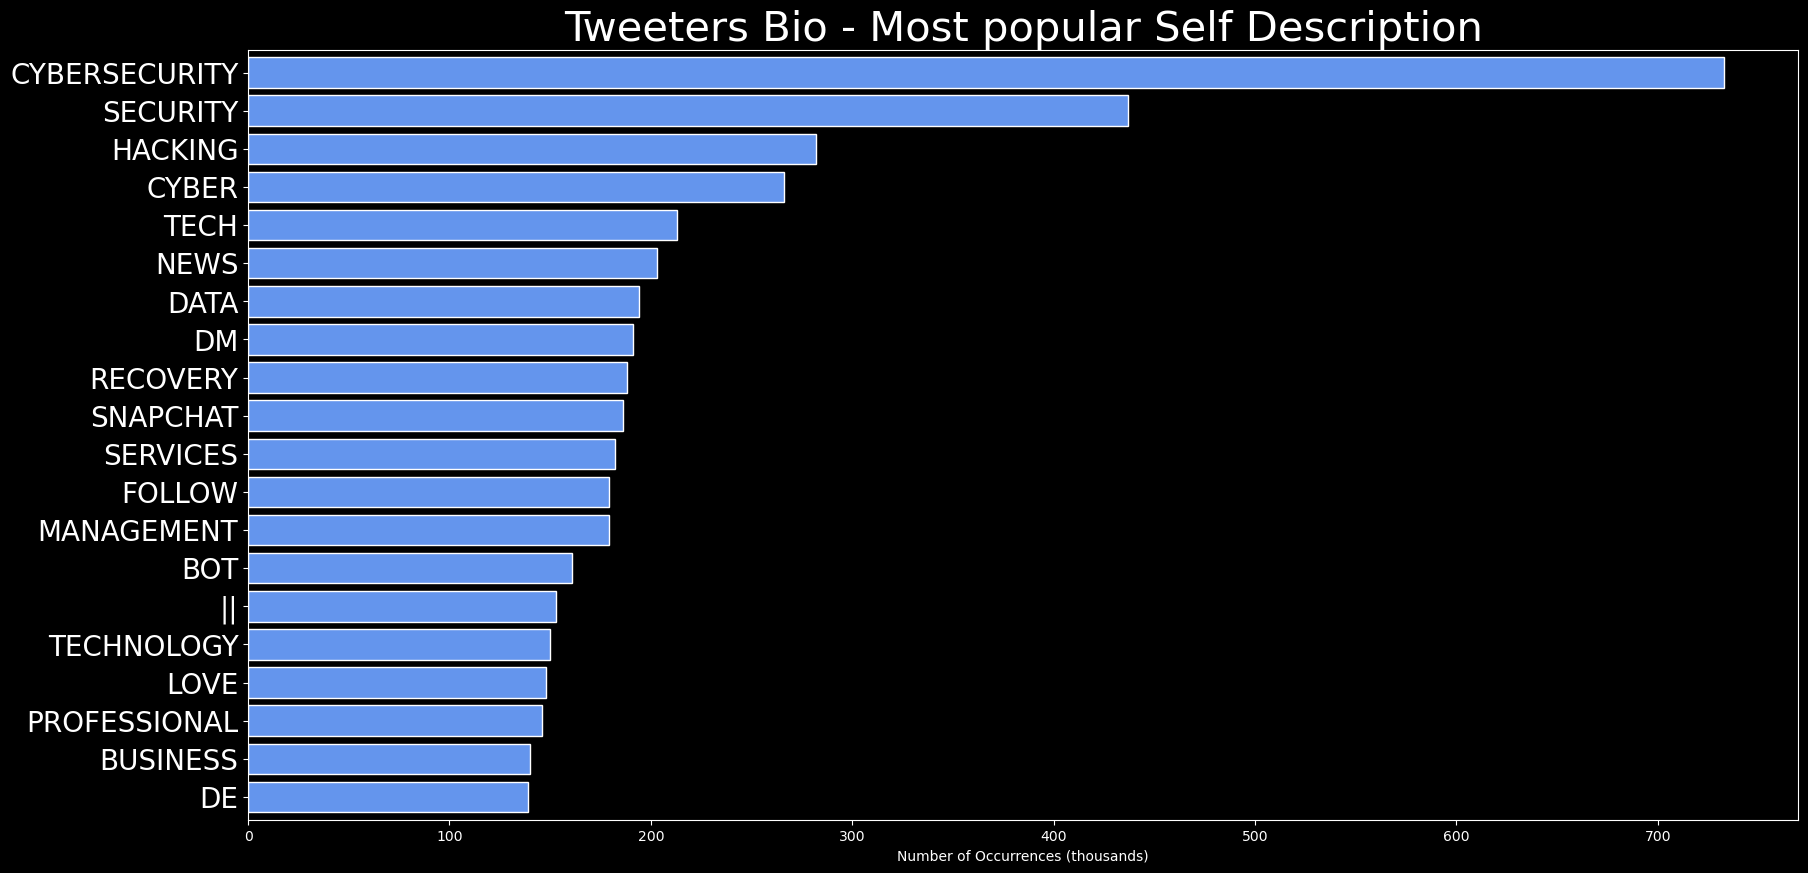 Tweeters Bio - Most popular Self Description
CYBERSECURITY
SECURITY
HACKING
CYBER
TECH
NEWS
DATA
DM
RECOVERY
SNAPCHAT
SERVICES
FOLLOW
MANAGEMENT
BOT
||
TECHNOLOGY
LOVE
PROFESSIONAL
BUSINESS
DE
0 100 200 300 400 500 600 700
Number of Occurrences (thousands)